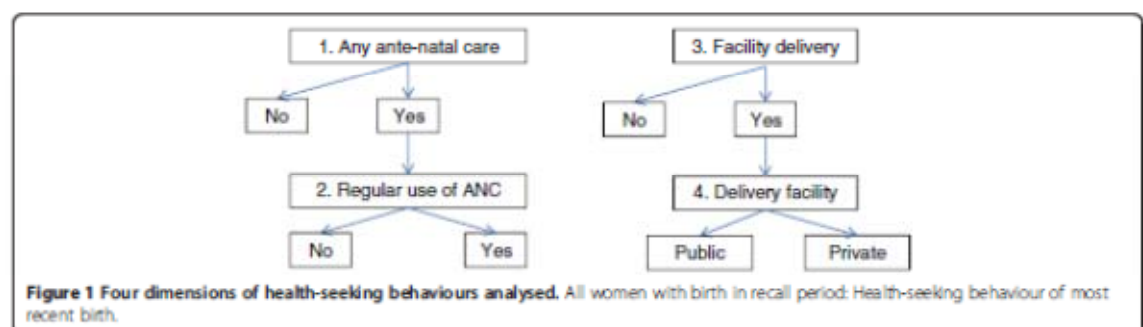 1. Any ante-natal care
No
Yes
2. Regular use of ANC
No
Yes
3. Facility delivery
No
Yes
4. Delivery facility
Public
Private
Figure 1 Four dimensions of health-seeking behaviours analysed. All women with birth in recall period: Health-seeking behaviour of most
recent birth.